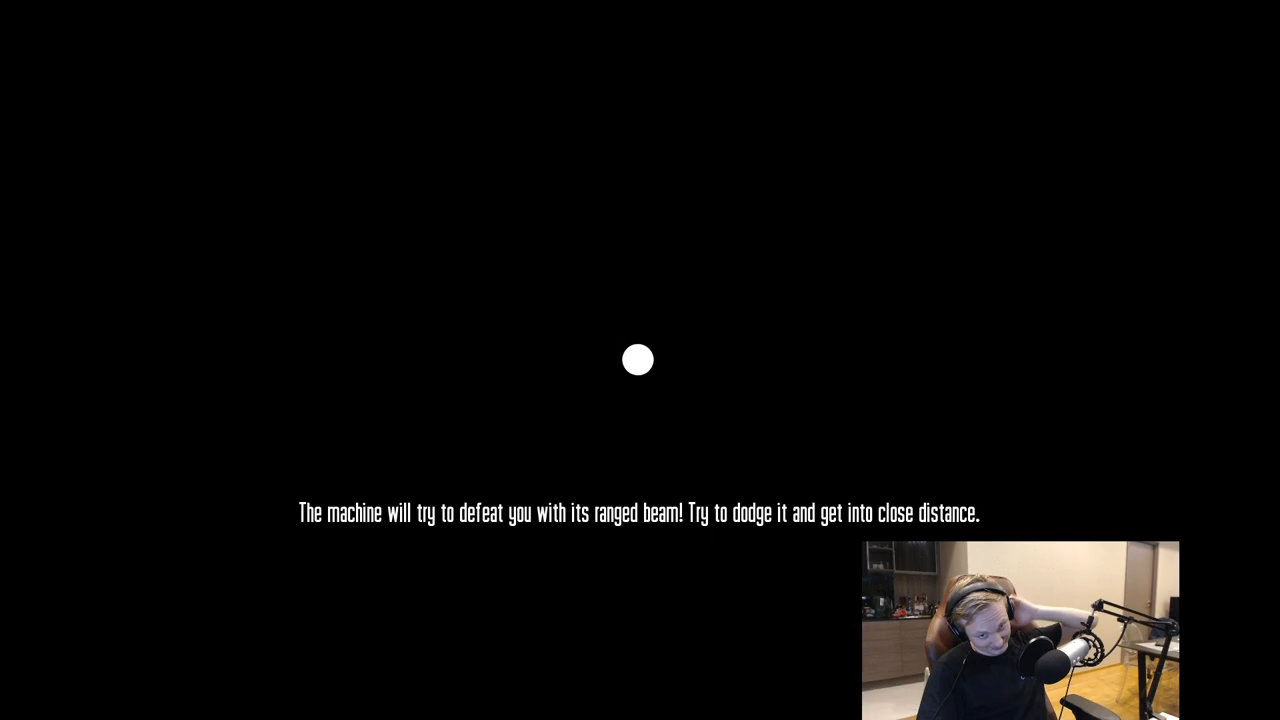 The machine will try to defeat you with its ranged beam! Try to dodge it and get into close distance.